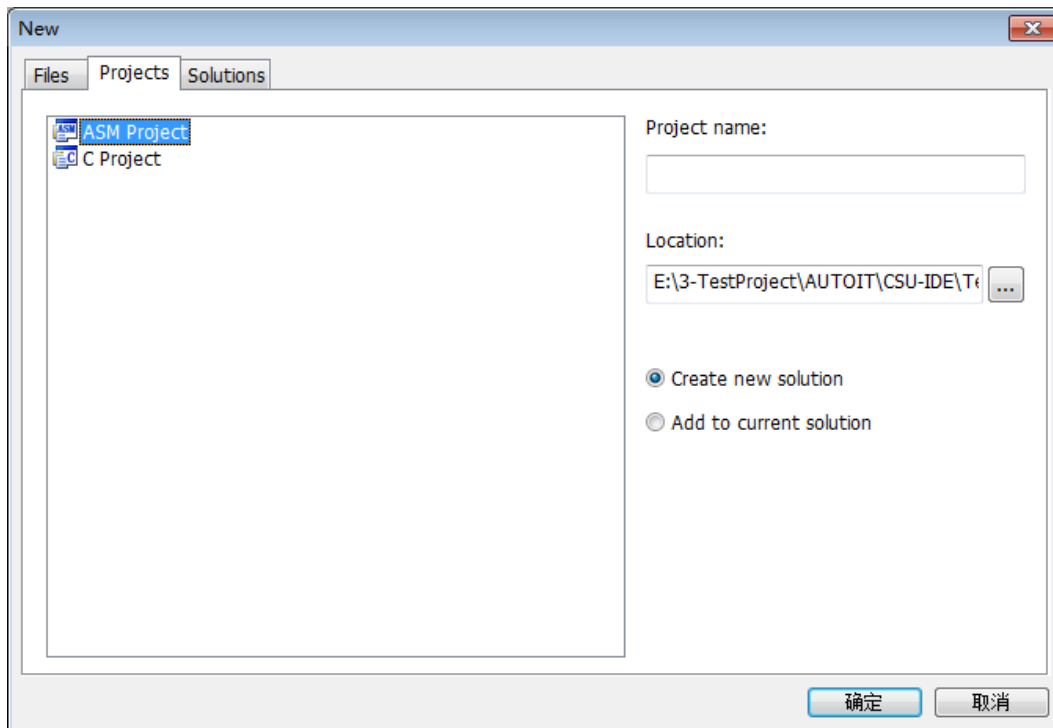 New
Files Projects Solutions
ASM Project
C Project
Project name:
Location:
E:\3-TestProject\AUTOIT\CSU-IDE\Te
...
Create new solution
Add to current solution
确定 取消